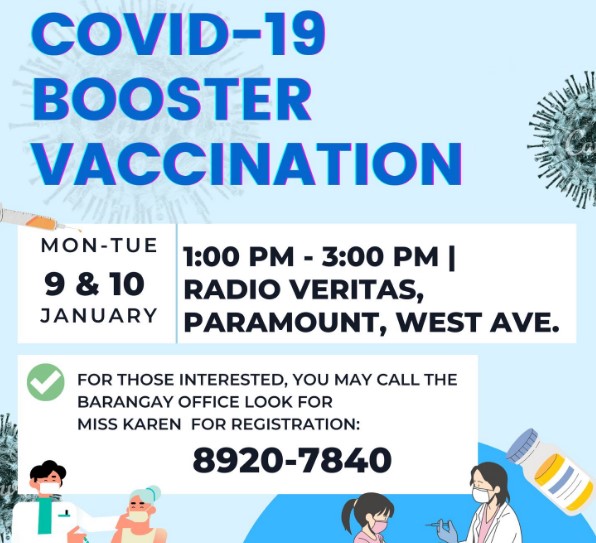 COVID-19
BOOSTER
VACCINATION
MON-TUE
9 & 10
JANUARY
1:00 PM - 3:00 PM |
RADIO VERITAS,
PARAMOUNT, WEST AVE.
FOR THOSE INTERESTED, YOU MAY CALL THE
BARANGAY OFFICE LOOK FOR
MISS KAREN FOR REGISTRATION:
8920-7840